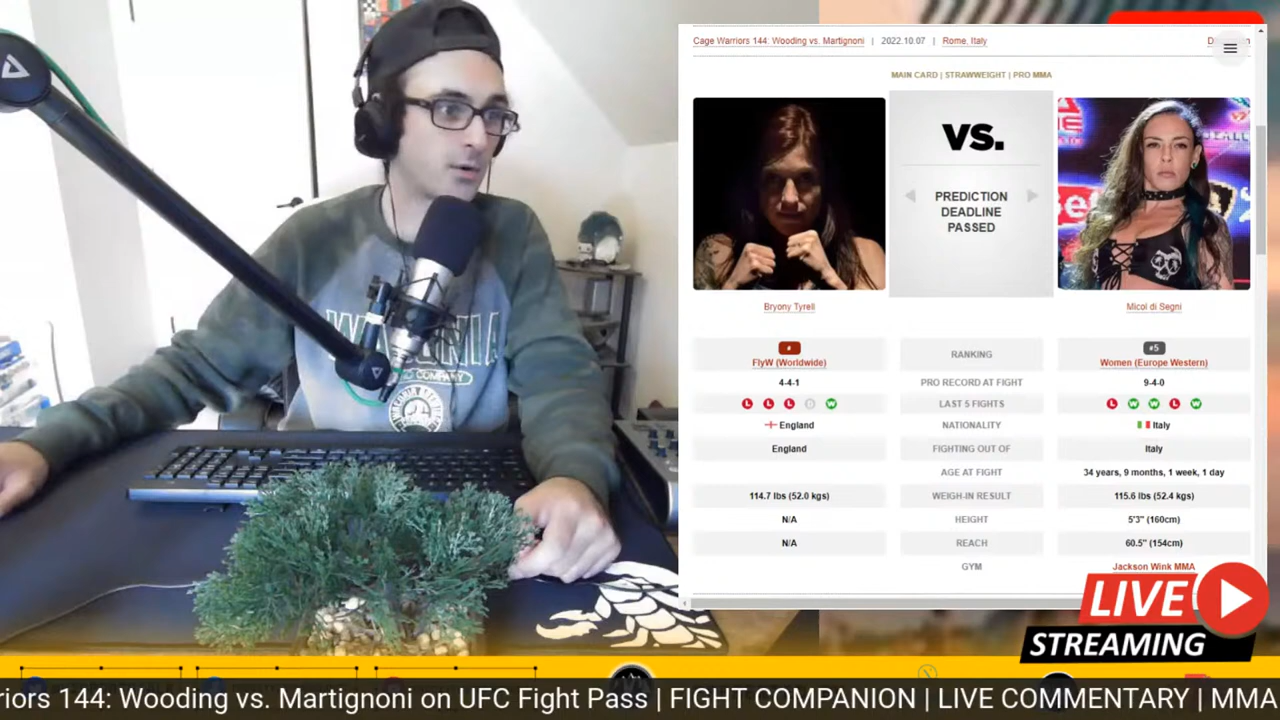 Cage Warriors 144: Wooding vs. Martignoni | 2022.10.07 | Rome, Italy
MAIN CARD | STRAWWEIGHT | PRO MMA
VS.
PREDICTION
DEADLINE
PASSED
Bryony Tyrell
Micol di Segni
# RANKING #5
FlyW (Worldwide) Women (Europe Western)
4-4-1 PRO RECORD AT FIGHT 9-4-0
L L L D W LAST 5 FIGHTS L W W L W
England NATIONALITY Italy
England FIGHTING OUT OF Italy
AGE AT FIGHT 34 years, 9 months, 1 week, 1 day
114.7 lbs (52.0 kgs) WEIGH-IN RESULT 115.6 lbs (52.4 kgs)
N/A HEIGHT 5'3" (160cm)
N/A REACH 60.5" (154cm)
GYM Jackson Wink MMA
LIVE
STREAMING
riors 144: Wooding vs. Martignoni on UFC Fight Pass | FIGHT COMPANION | LIVE COMMENTARY | MMA